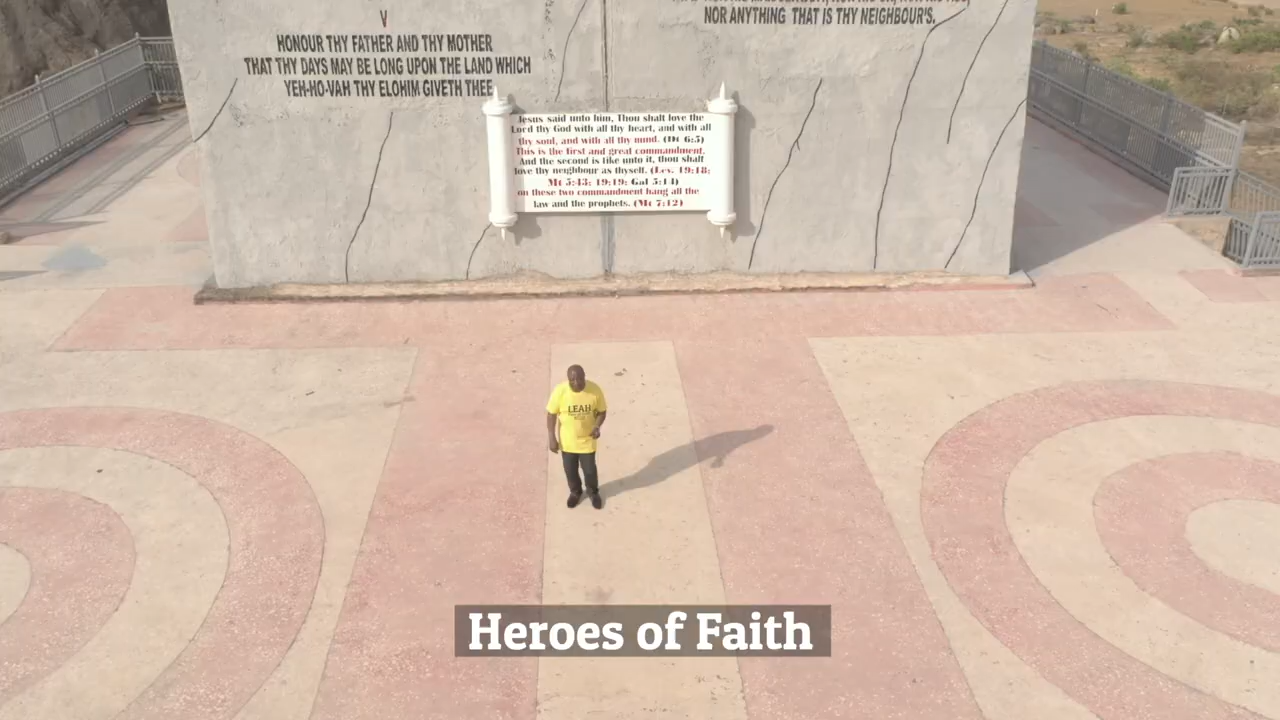 V
HONOUR THY FATHER AND THY MOTHER
THAT THY DAYS MAY BE LONG UPON THE LAND WHICH
YEH-HO-VAH THY ELOHIM GIVETH THEE
NOR ANYTHING THAT IS THY NEIGHBOUR'S.
Jesus said unto him, Thou shalt love the
Lord thy God with all thy heart, and with all
thy soul, and with all thy mind. (Dt 6:5)
This is the first and great commandment.
And the second is like unto it, thou shalt
love thy neighbour as thyself. (Lev. 19:18;
Mt 5:43; 19:19; Gal 5:14)
on these two commandment hang all the
law and the prophets. (Mt 7:12)
LEAH
Heroes of Faith